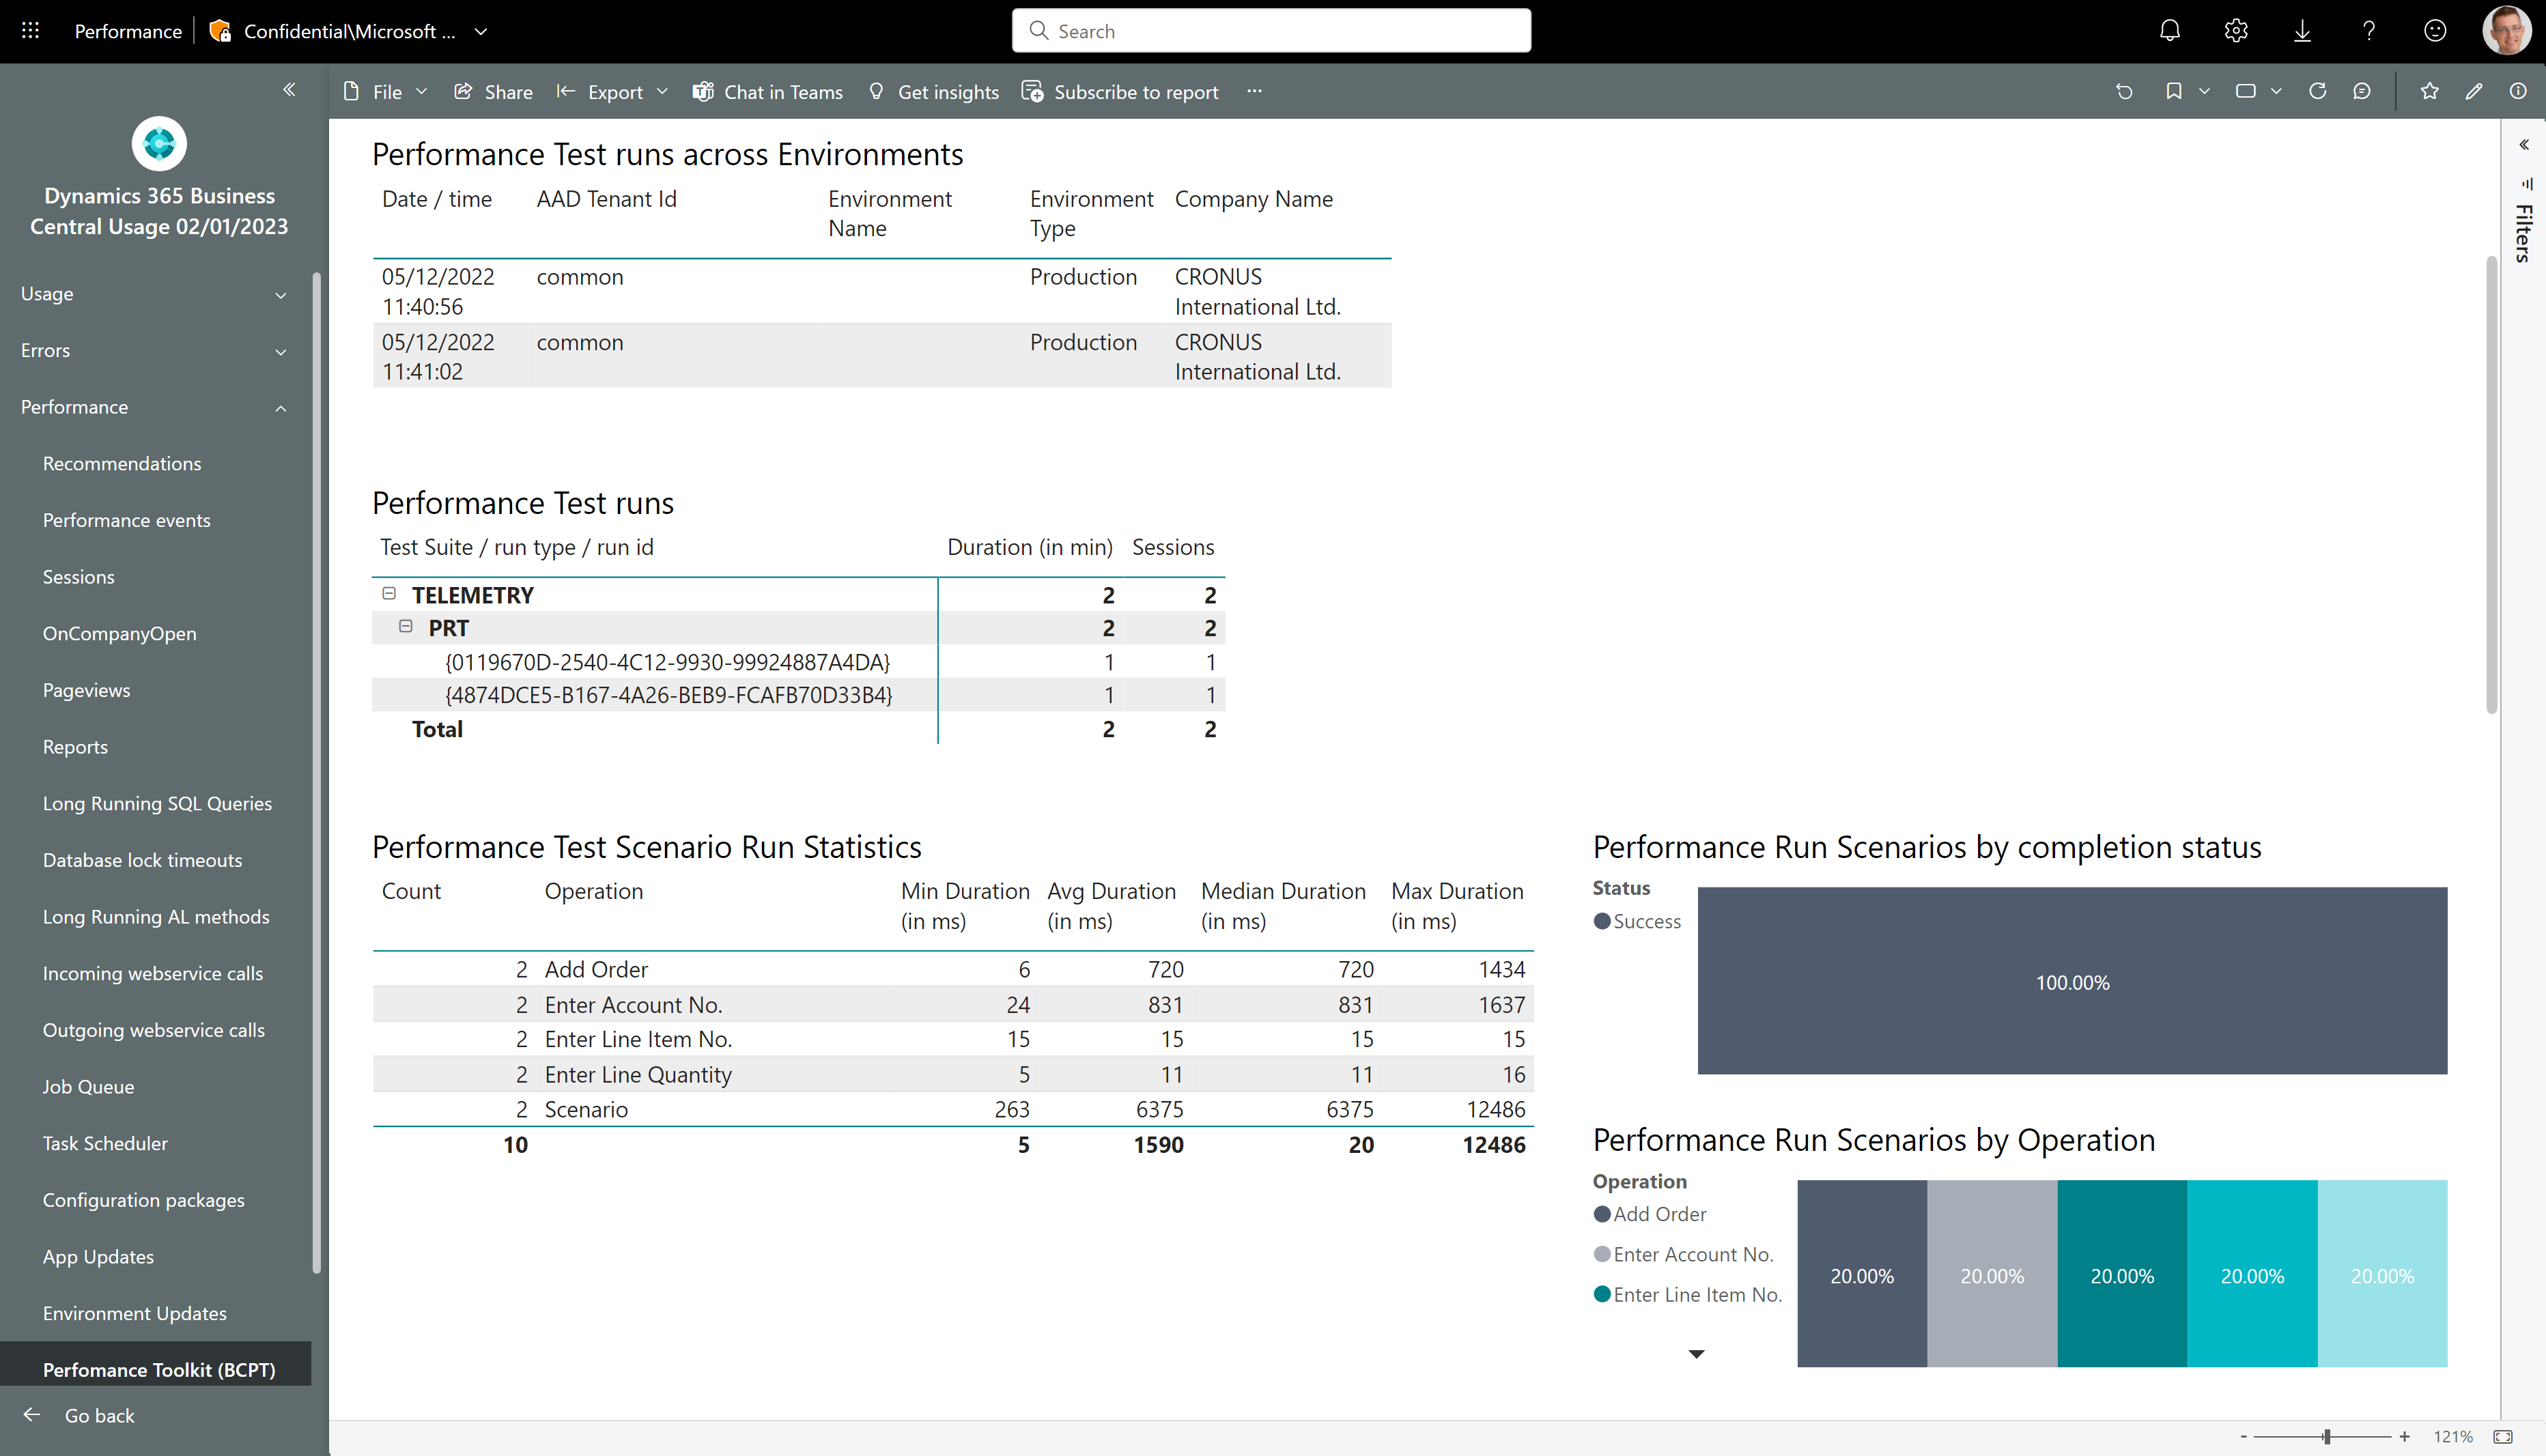 Performance
Confidential\Microsoft ...
Search
Dynamics 365 Business
Central Usage 02/01/2023
Usage
Errors
Performance
Recommendations
Performance events
Sessions
OnCompanyOpen
Pageviews
Reports
Long Running SQL Queries
Database lock timeouts
Long Running AL methods
Incoming webservice calls
Outgoing webservice calls
Job Queue
Task Scheduler
Configuration packages
App Updates
Environment Updates
Perfomance Toolkit (BCPT)
Go back
File Share Export Chat in Teams Get insights Subscribe to report ...
Filters
Performance Test runs across Environments
Date / time AAD Tenant Id Environment Name Environment Type Company Name
05/12/2022 11:40:56 common Production CRONUS International Ltd.
05/12/2022 11:41:02 common Production CRONUS International Ltd.
Performance Test runs
Test Suite / run type / run id Duration (in min) Sessions
TELEMETRY 2 2
PRT 2 2
{0119670D-2540-4C12-9930-99924887A4DA} 1 1
{4874DCE5-B167-4A26-BEB9-FCAFB70D33B4} 1 1
Total 2 2
Performance Test Scenario Run Statistics
Count Operation Min Duration (in ms) Avg Duration (in ms) Median Duration (in ms) Max Duration (in ms)
2 Add Order 6 720 720 1434
2 Enter Account No. 24 831 831 1637
2 Enter Line Item No. 15 15 15 15
2 Enter Line Quantity 5 11 11 16
2 Scenario 263 6375 6375 12486
10 5 1590 20 12486
Performance Run Scenarios by completion status
Status
Success
100.00%
Performance Run Scenarios by Operation
Operation
Add Order
Enter Account No.
Enter Line Item No.
20.00% 20.00% 20.00% 20.00% 20.00%
- + 121%